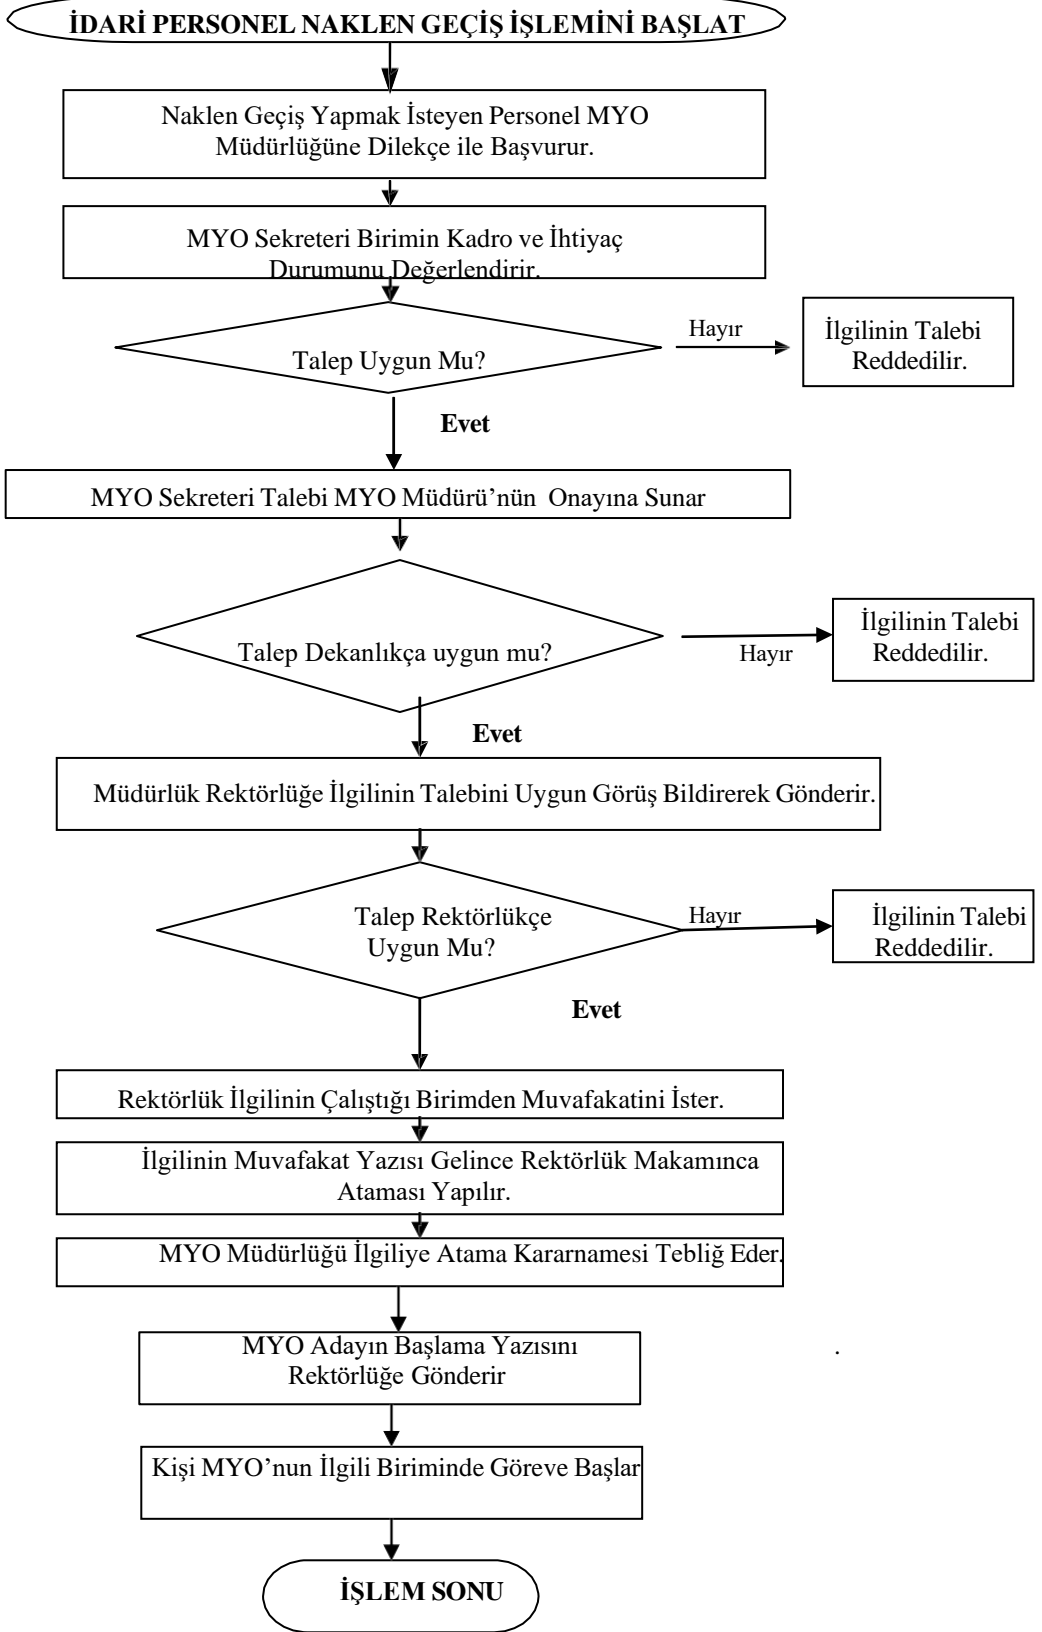 İDARİ PERSONEL NAKLEN GEÇİŞ İŞLEMİNİ BAŞLAT
Naklen Geçiş Yapmak İsteyen Personel MYO
Müdürlüğüne Dilekçe ile Başvurur.
MYO Sekreteri Birimin Kadro ve İhtiyaç
Durumunu Değerlendirir.
Talep Uygun Mu?
Hayır
İlgilinin Talebi
Reddedilir.
Evet
MYO Sekreteri Talebi MYO Müdürü’nün  Onayına Sunar
Talep Dekanlıkça uygun mu?
Hayır
İlgilinin Talebi
Reddedilir.
Evet
Müdürlük Rektörlüğe İlgilinin Talebini Uygun Görüş Bildirerek Gönderir.
Talep Rektörlükçe
Uygun Mu?
Hayır
İlgilinin Talebi
Reddedilir.
Evet
Rektörlük İlgilinin Çalıştığı Birimden Muvafakatini İster.
İlgilinin Muvafakat Yazısı Gelince Rektörlük Makamınca
Ataması Yapılır.
MYO Müdürlüğü İlgiliye Atama Kararnamesi Tebliğ Eder.
MYO Adayın Başlama Yazısını
Rektörlüğe Gönderir
.
Kişi MYO’nun İlgili Biriminde Göreve Başlar
İŞLEM SONU